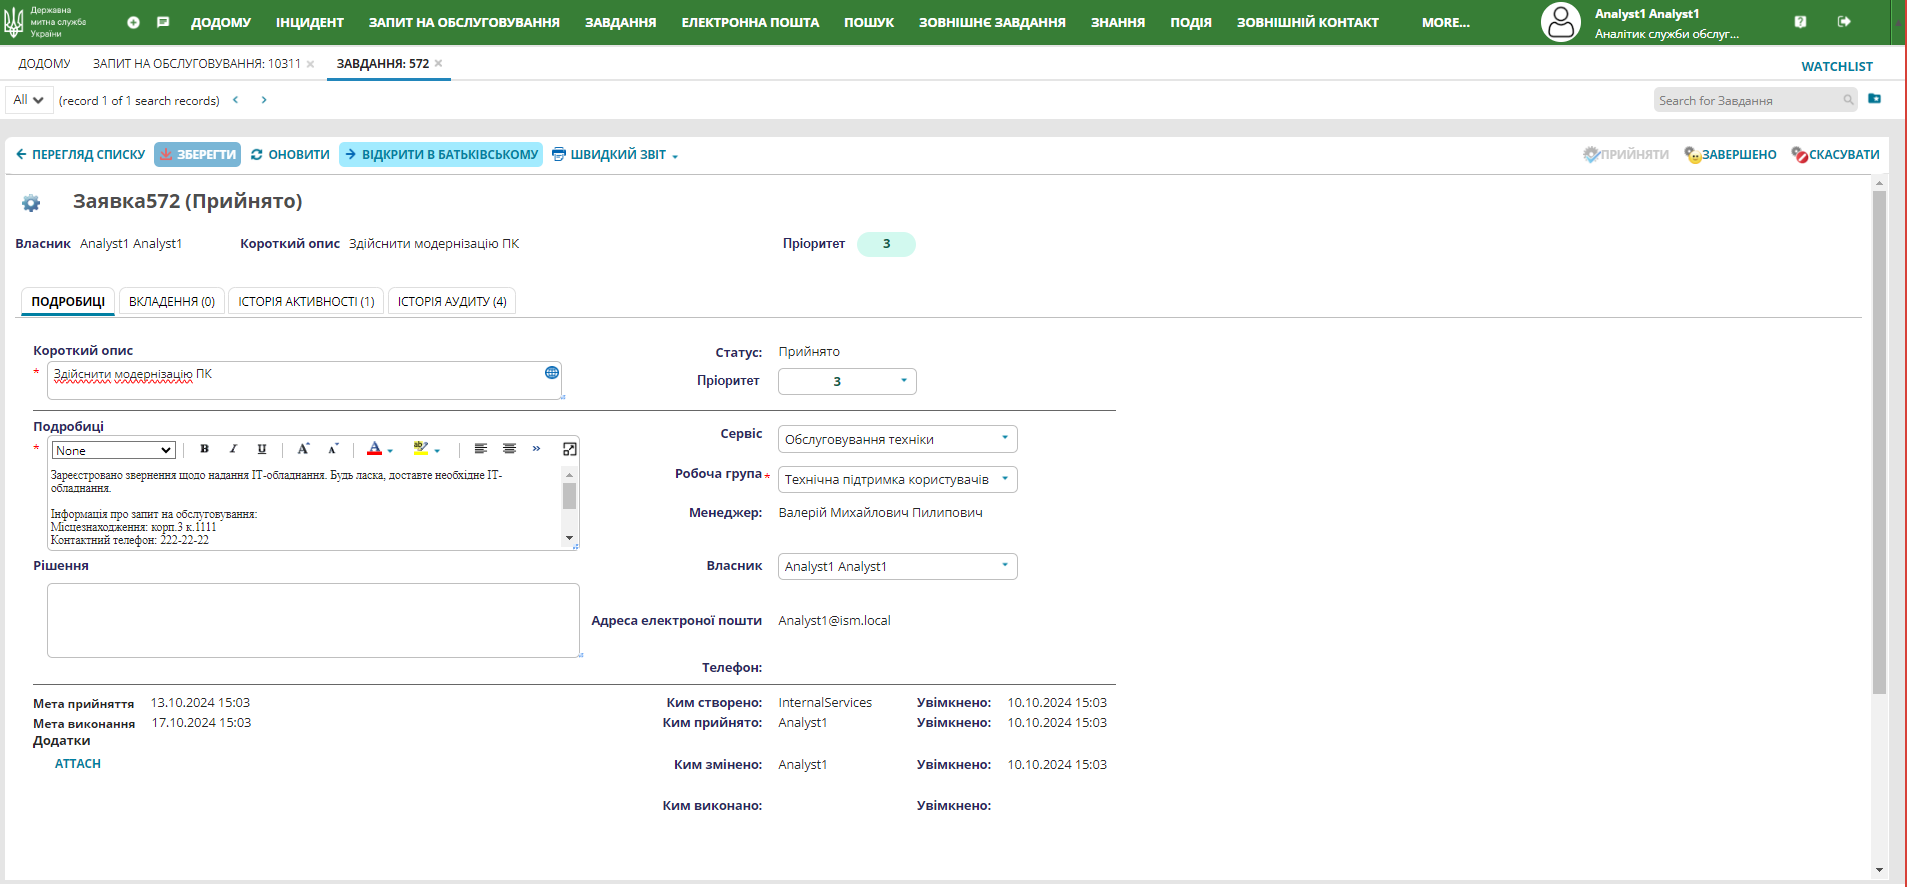 Державна
митна служба
України
ДОДОМУ ІНЦИДЕНТ ЗАПИТ НА ОБСЛУГОВУВАННЯ ЗАВДАННЯ ЕЛЕКТРОННА ПОШТА ПОШУК ЗОВНІШНЄ ЗАВДАННЯ ЗНАННЯ ПОДІЯ ЗОВНІШНІЙ КОНТАКТ MORE...
Analyst1 Analyst1
Аналітик служби обслуг...
ДОДОМУ ЗАПИТ НА ОБСЛУГОВУВАННЯ: 10311 ЗАВДАННЯ: 572
WATCHLIST
All (record 1 of 1 search records)
Search for Завдання
ПЕРЕГЛЯД СПИСКУ ЗБЕРЕГТИ ОНОВИТИ ВІДКРИТИ В БАТЬКІВСЬКОМУ ШВИДКИЙ ЗВІТ ПРИЙНЯТИ ЗАВЕРШЕНО СКАСУВАТИ
Заявка572 (Прийнято)
Власник Analyst1 Analyst1 Короткий опис Здійснити модернізацію ПК Пріоритет 3
ПОДРОБИЦІ ВКЛАДЕННЯ (0) ІСТОРІЯ АКТИВНОСТІ (1) ІСТОРІЯ АУДИТУ (4)
Короткий опис
* Здійснити модернізацію ПК
Статус: Прийнято
Пріоритет 3
Подробиці
* None B I U A A A ab »
Зареєстровано звернення щодо надання ІТ-обладнання. Будь ласка, доставте необхідне ІТ-
обладнання.
Інформація про запит на обслуговування:
Місцезнаходження: корп.3 к.1111
Контактний телефон: 222-22-22
Сервіс Обслуговування техніки
Робоча група * Технічна підтримка користувачів
Менеджер: Валерій Михайлович Пилипович
Рішення
Власник Analyst1 Analyst1
Адреса електроної пошти Analyst1@ism.local
Телефон:
Мета прийняття 13.10.2024 15:03
Мета виконання 17.10.2024 15:03
Додатки
ATTACH
Ким створено: InternalServices Увімкнено: 10.10.2024 15:03
Ким прийнято: Analyst1 Увімкнено: 10.10.2024 15:03
Ким змінено: Analyst1 Увімкнено: 10.10.2024 15:03
Ким виконано: Увімкнено: